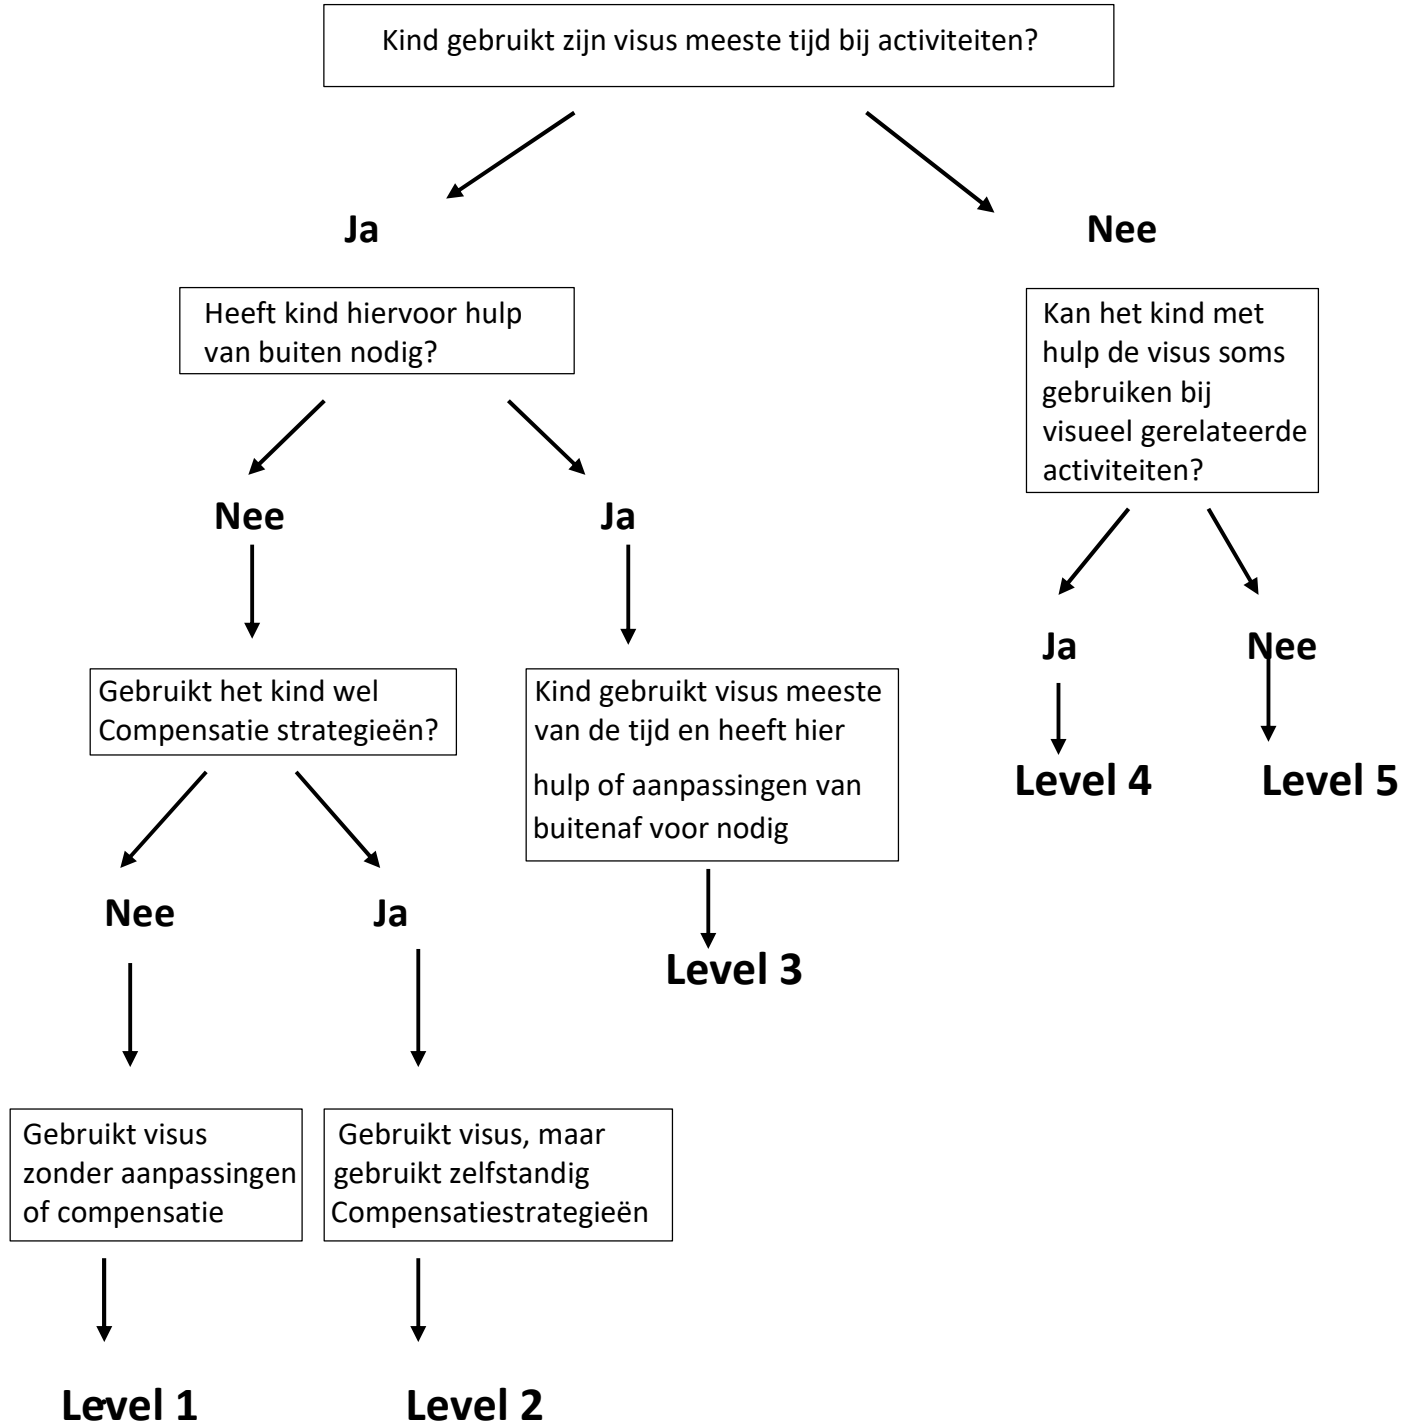 Kind gebruikt zijn visus meeste tijd bij activiteiten?
Ja
Nee
Heeft kind hiervoor hulp
van buiten nodig?
Kan het kind met
hulp de visus soms
gebruiken bij
visueel gerelateerde
activiteiten?
Nee
Ja
Ja
Nee
Gebruikt het kind wel
Compensatie strategieën?
Kind gebruikt visus meeste
van de tijd en heeft hier
hulp of aanpassingen van
buitenaf voor nodig
Level 4
Level 5
Nee
Ja
Level 3
Gebruikt visus
zonder aanpassingen
of compensatie
Gebruikt visus, maar
gebruikt zelfstandig
Compensatiestrategieën
Level 1
Level 2